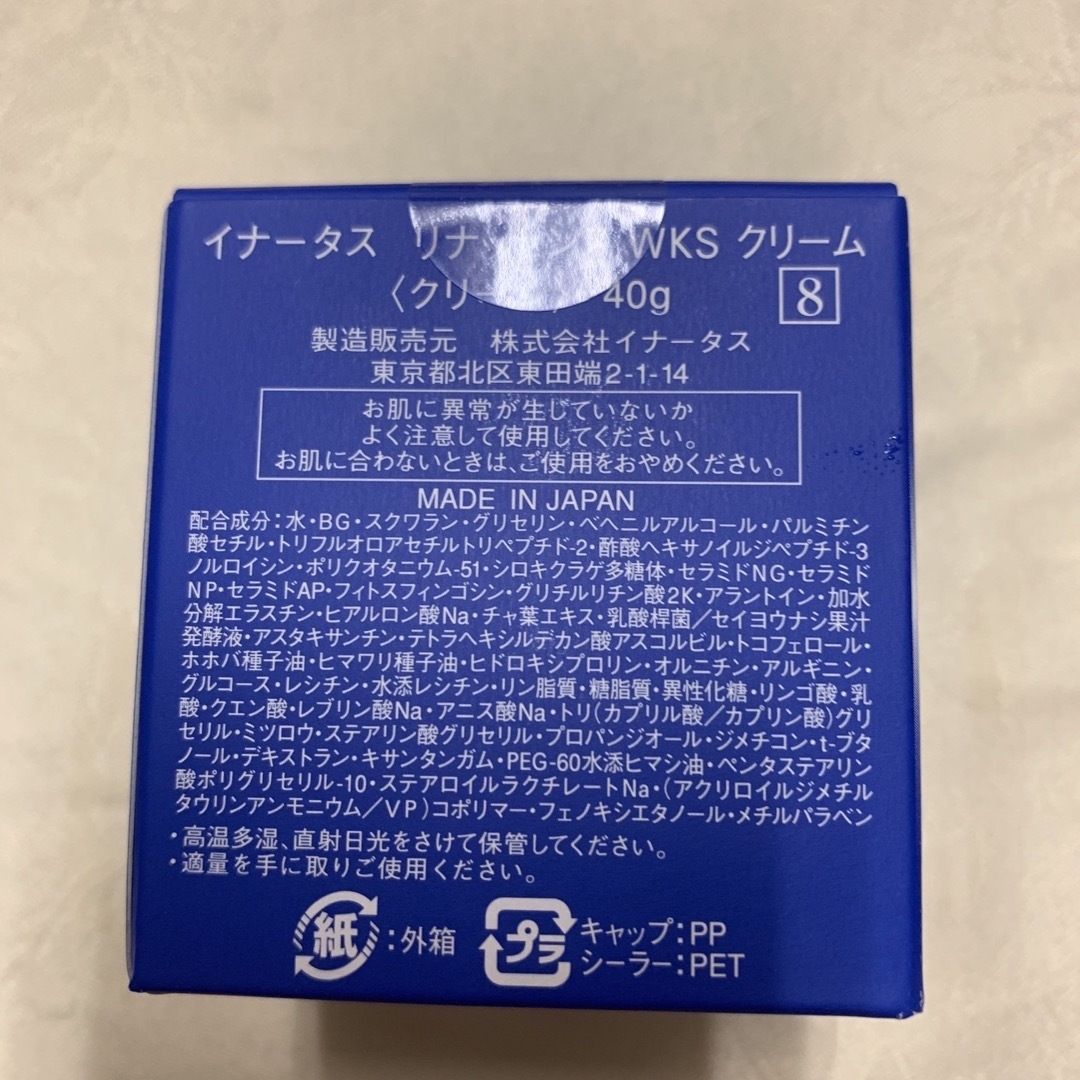 イナータス リナ WKS クリーム
〈クリ 40g
8
製造販売元 株式会社イナータス
東京都北区東田端2-1-14
お肌に異常が生じていないか
よく注意して使用してください。
お肌に合わないときは、ご使用をおやめください。
MADE IN JAPAN
配合成分：水・BG・スクワラン・グリセリン・ベヘニルアルコール・パルミチン
酸セチル・トリフルオロアセチルトリペプチド-2・酢酸ヘキサノイルジペプチド-3
ノルロイシン・ポリクオタニウム-51・シロキクラゲ多糖体・セラミドNG・セラミド
NP・セラミドAP・フィトスフィンゴシン・グリチルリチン酸2K・アラントイン・加水
分解エラスチン・ヒアルロン酸Na・チャ葉エキス・乳酸桿菌／セイヨウナシ果汁
発酵液・アスタキサンチン・テトラヘキシルデカン酸アスコルビル・トコフェロール・
ホホバ種子油・ヒマワリ種子油・ヒドロキシプロリン・オルニチン・アルギニン・
グルコース・レシチン・水添レシチン・リン脂質・糖脂質・異性化糖・リンゴ酸・乳
酸・クエン酸・レブリン酸Na・アニス酸Na・トリ(カプリル酸／カプリン酸)グリ
セリル・ミツロウ・ステアリン酸グリセリル・プロパンジオール・ジメチコン・t-ブタ
ノール・デキストラン・キサンタンガム・PEG-60水添ヒマシ油・ペンタステアリン
酸ポリグリセリル-10・ステアロイルラクチレートNa・(アクリロイルジメチル
タウリンアンモニウム／VP)コポリマー・フェノキシエタノール・メチルパラベン
・高温多湿、直射日光をさけて保管してください。
・適量を手に取りご使用ください。
紙：外箱
プラ キャップ：PP
シーラー：PET